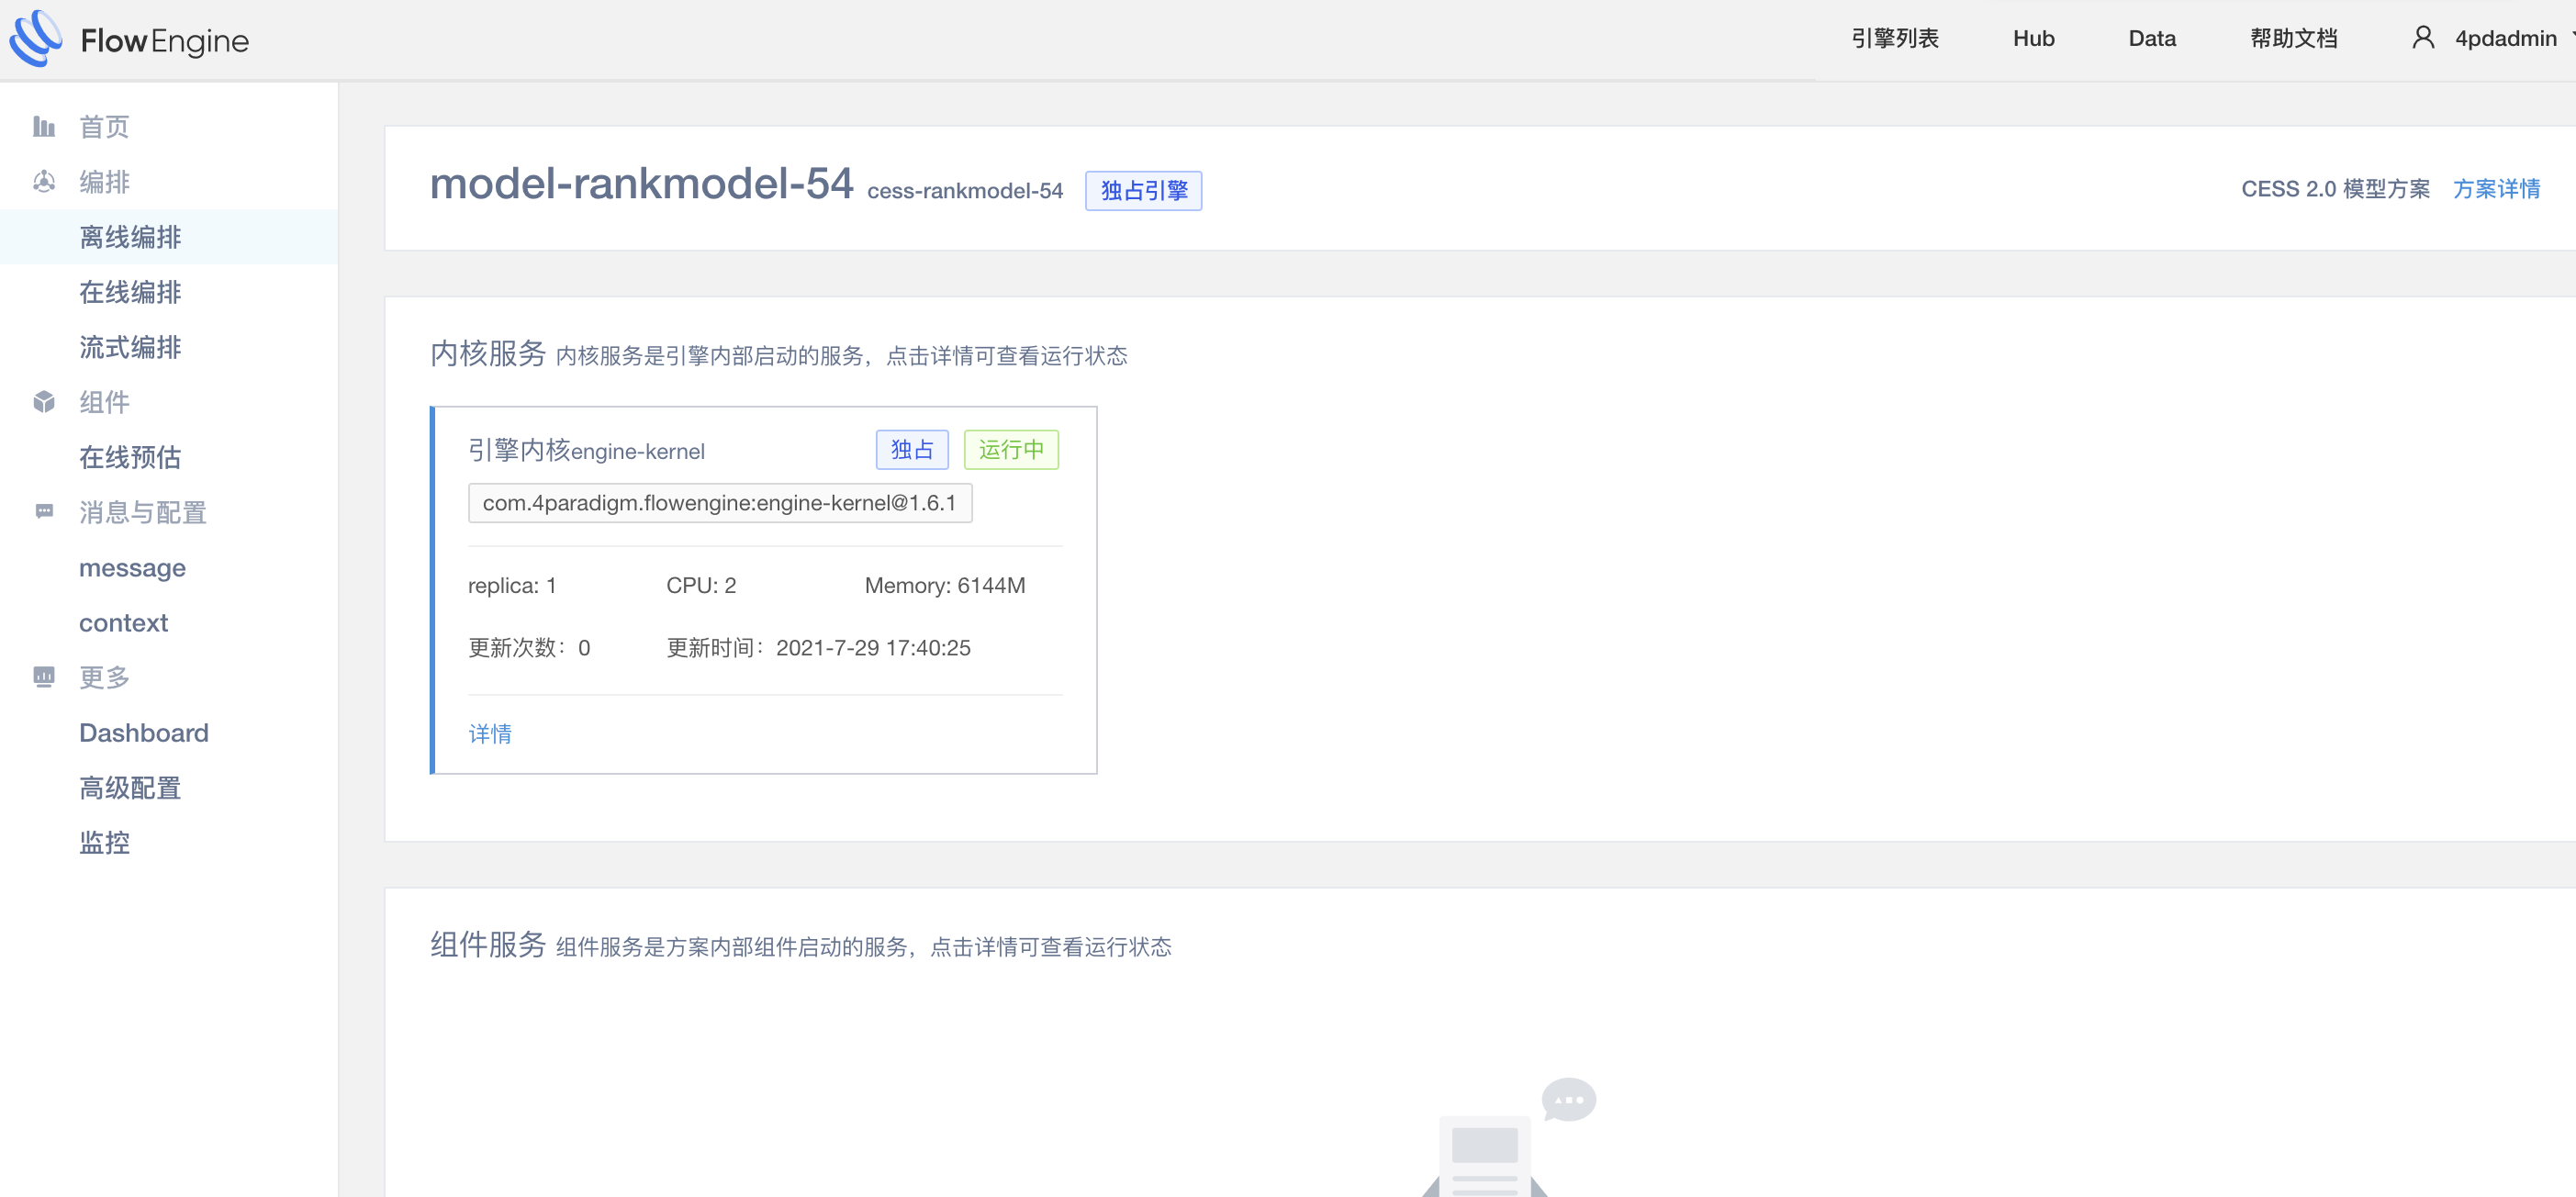 FlowEngine
引擎列表
Hub
Data
帮助文档
4pdadmin
首页
编排
离线编排
在线编排
流式编排
组件
在线预估
消息与配置
message
context
更多
Dashboard
高级配置
监控
model-rankmodel-54 cess-rankmodel-54 独占引擎
CESS 2.0 模型方案 方案详情
内核服务 内核服务是引擎内部启动的服务，点击详情可查看运行状态
引擎内核engine-kernel 独占 运行中
com.4paradigm.flowengine:engine-kernel@1.6.1
replica: 1 CPU: 2 Memory: 6144M
更新次数：0 更新时间：2021-7-29 17:40:25
详情
组件服务 组件服务是方案内部组件启动的服务，点击详情可查看运行状态